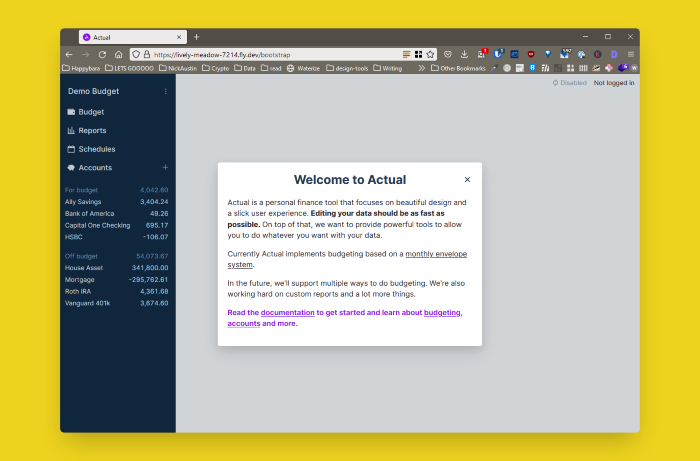 Actual
https://lively-meadow-7214.fly.dev/bootstrap
Happybara LETS GOOOOO NickAustin Crypto Data read Waterize design-tools Writing Other Bookmarks
Demo Budget
Disabled Not logged in
Budget
Reports
Schedules
Accounts
For budget 4,042.60
Ally Savings 3,404.24
Bank of America 49.26
Capital One Checking 695.17
HSBC -106.07
Off budget 54,073.67
House Asset 341,800.00
Mortgage -295,762.61
Roth IRA 4,361.68
Vanguard 401k 3,674.60
Welcome to Actual
Actual is a personal finance tool that focuses on beautiful design and
a slick user experience. Editing your data should be as fast as
possible. On top of that, we want to provide powerful tools to allow
you to do whatever you want with your data.
Currently Actual implements budgeting based on a monthly envelope
system.
In the future, we'll support multiple ways to do budgeting. We're also
working hard on custom reports and a lot more things.
Read the documentation to get started and learn about budgeting,
accounts and more.